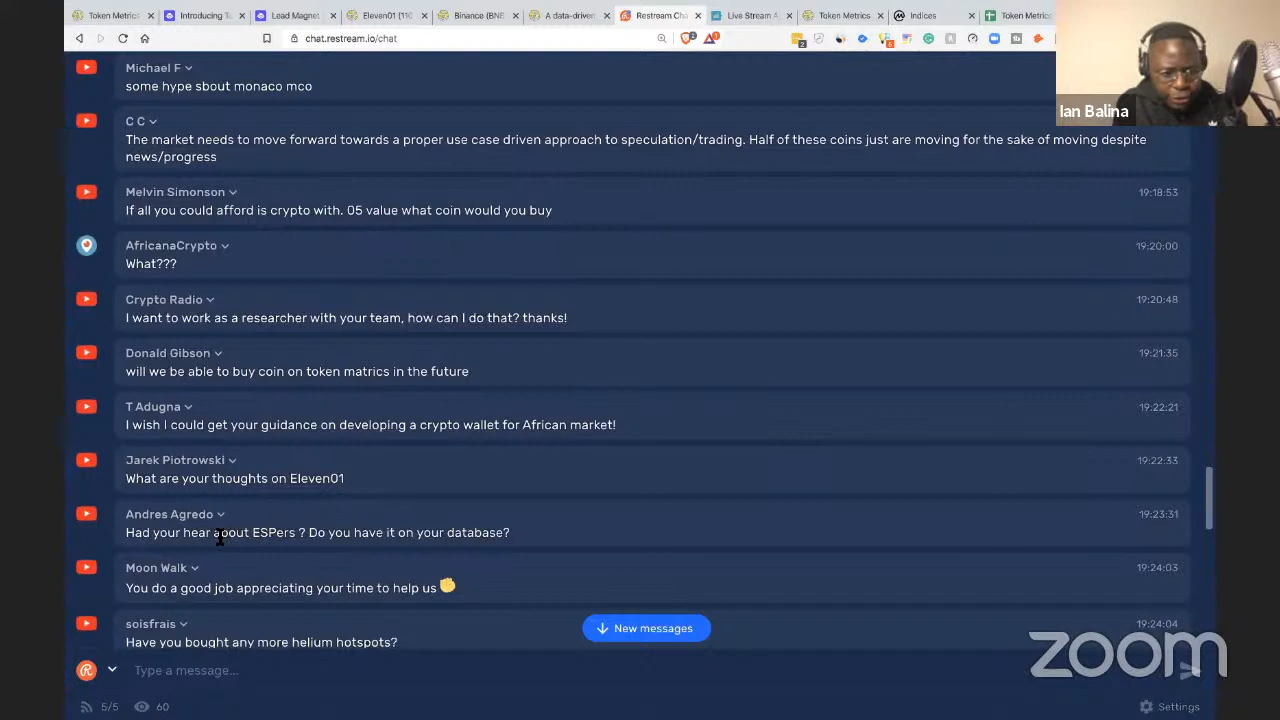 Token Metrics
Introducing T
Lead Magnet
Eleven01 (11(
Binance (BNE
A data-driven
Restream Cha
Live Stream A
Token Metrics
Indices
Token Metric
chat.restream.io/chat
Ian Balina
Michael F
some hype sbout monaco mco
C C
The market needs to move forward towards a proper use case driven approach to speculation/trading. Half of these coins just are moving for the sake of moving despite
news/progress
Melvin Simonson 19:18:53
If all you could afford is crypto with. 05 value what coin would you buy
AfricanaCrypto 19:20:00
What???
Crypto Radio 19:20:48
I want to work as a researcher with your team, how can I do that? thanks!
Donald Gibson 19:21:35
will we be able to buy coin on token matrics in the future
T Adugna 19:22:21
I wish I could get your guidance on developing a crypto wallet for African market!
Jarek Piotrowski 19:22:33
What are your thoughts on Eleven01
Andres Agredo 19:23:31
Had your hear about ESPers ? Do you have it on your database?
Moon Walk 19:24:03
You do a good job appreciating your time to help us
soisfrais 19:24:04
Have you bought any more helium hotspots?
New messages
Type a message...
zoom
5/5 60 Settings